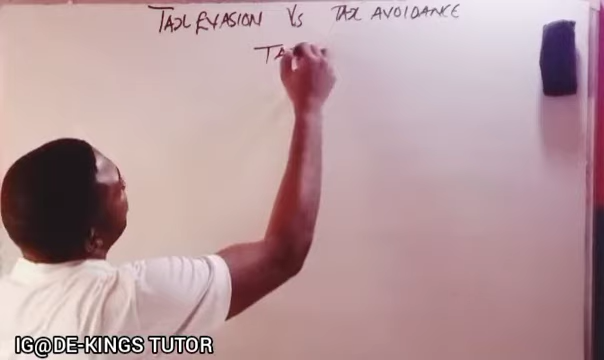 TAX EVASION Vs TAX AVOIDANCE
TA
IG@DE-KINGS TUTOR